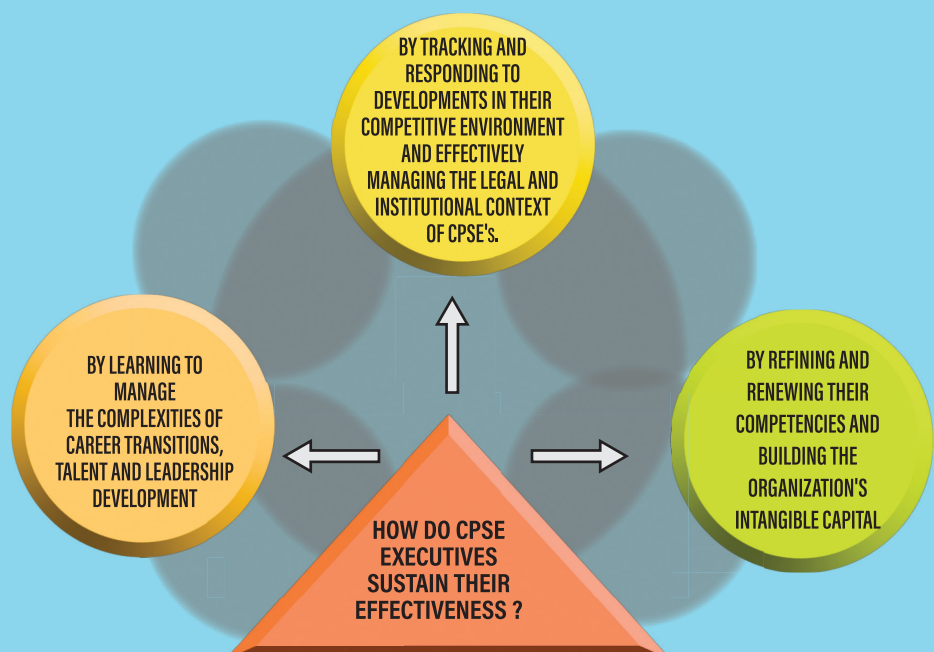 BY TRACKING AND
RESPONDING TO
DEVELOPMENTS IN THEIR
COMPETITIVE ENVIRONMENT
AND EFFECTIVELY
MANAGING THE LEGAL AND
INSTITUTIONAL CONTEXT
OF CPSE's.
BY LEARNING TO
MANAGE
THE COMPLEXITIES OF
CAREER TRANSITIONS,
TALENT AND LEADERSHIP
DEVELOPMENT
BY REFINING AND
RENEWING THEIR
COMPETENCIES AND
BUILDING THE
ORGANIZATION'S
INTANGIBLE CAPITAL
HOW DO CPSE
EXECUTIVES
SUSTAIN THEIR
EFFECTIVENESS ?